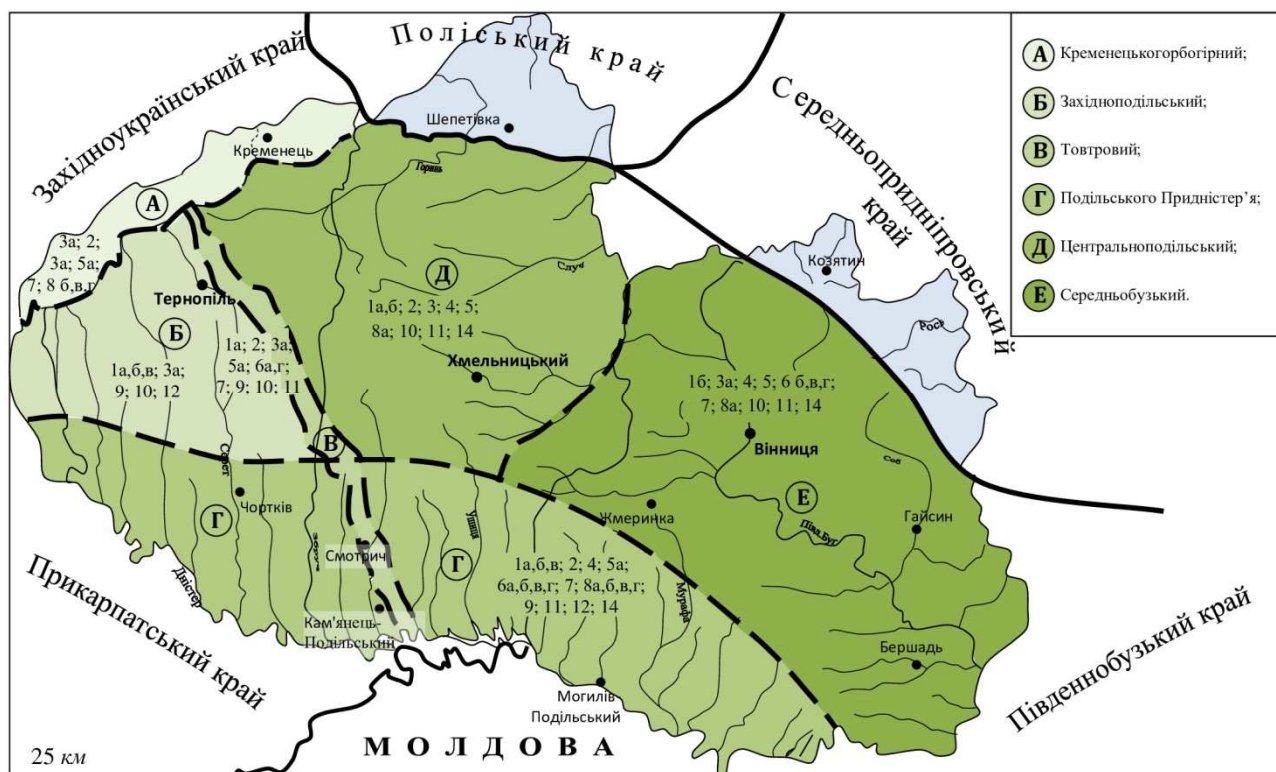 Західноукраїнський край
Поліський край
Середньопридніпровський
край
Південнобузький край
Прикарпатський край
МОЛДОВА
25 км
А
Кременецькогорбогірний;
Б
Західноподільський;
В
Товтровий;
Г
Подільського Придністер’я;
Д
Центральноподільський;
Е
Середньобузький.
Шепетівка
Кременець
Горинь
А
3а; 2;
3а; 5а;
7; 8 б,в,г
Тернопіль
Б
1а,б,в; 3а;
9; 10; 12
1а; 2; 3а;
5а; 6а,г;
7; 9; 10; 11
В
Д
1а,б; 2; 3; 4; 5;
8а; 10; 11; 14
Случ
Хмельницький
Козятин
Рось
1б; 3а; 4; 5; 6 б,в,г;
7; 8а; 10; 11; 14
Вінниця
Соб
Е
Півд.Буг
Гайсин
Жмеринка
Бершадь
Серет
Чортків
Г
Дністер
Смотрич
Кам'янець-
Подільський
Ушиця
Г
1а,б,в; 2; 4; 5а;
6а,б,в,г; 7; 8а,б,в,г;
9; 11; 12; 14
Мурафа
Могилів
Подільський